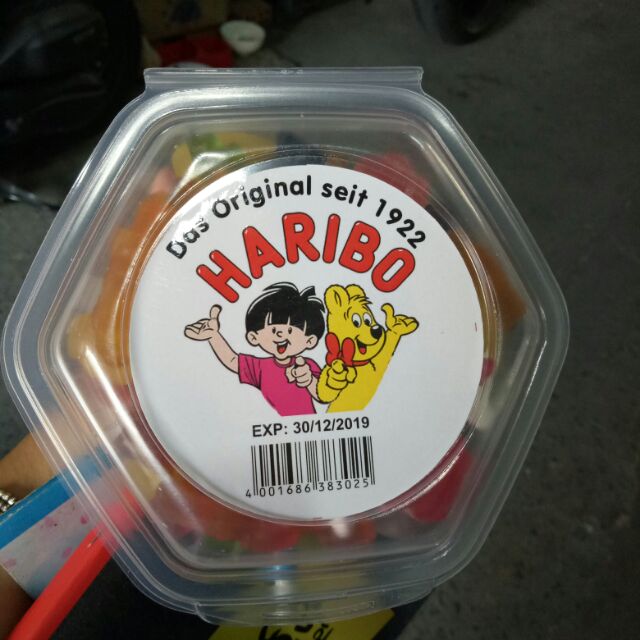 Das Original seit 1922
HARIBO
EXP: 30/12/2019
4 001686 383025